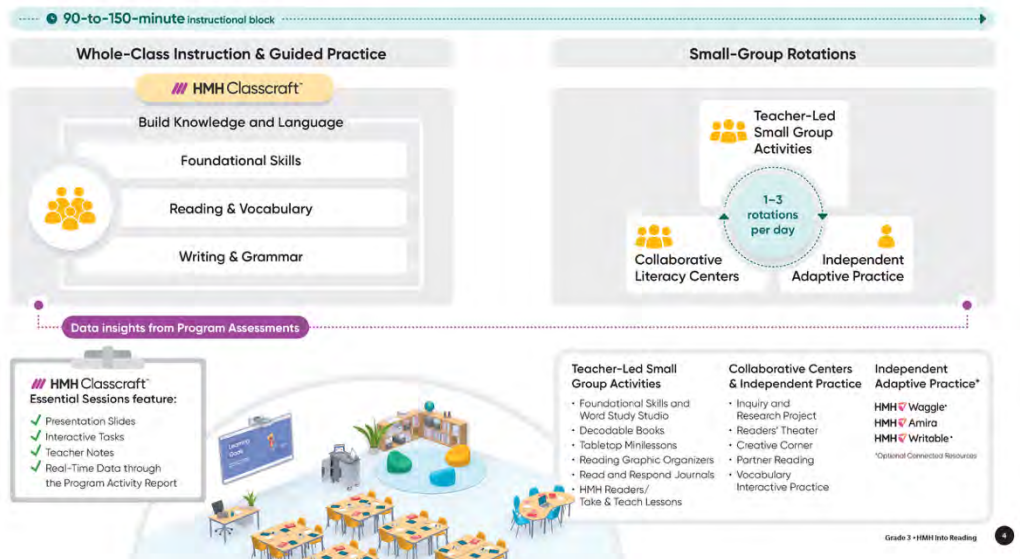 90-to-150-minute instructional block
Whole-Class Instruction & Guided Practice
HMH Classcraft™
Build Knowledge and Language
Foundational Skills
Reading & Vocabulary
Writing & Grammar
Small-Group Rotations
Teacher-Led
Small Group
Activities
1–3
rotations
per day
Collaborative
Literacy Centers
Independent
Adaptive Practice
Data insights from Program Assessments
HMH Classcraft™
Essential Sessions feature:
Presentation Slides
Interactive Tasks
Teacher Notes
Real-Time Data through
the Program Activity Report
Learning
Goals
Teacher-Led Small
Group Activities
• Foundational Skills and
Word Study Studio
• Decodable Books
• Tabletop Minilessons
• Reading Graphic Organizers
• Read and Respond Journals
• HMH Readers/
Take & Teach Lessons
Collaborative Centers
& Independent Practice
• Inquiry and
Research Project
• Readers' Theater
• Creative Corner
• Partner Reading
• Vocabulary
Interactive Practice
Independent
Adaptive Practice*
HMH Waggle®
HMH Amira
HMH Writable®
*Optional Connected Resources
Grade 3 • HMH Into Reading
4